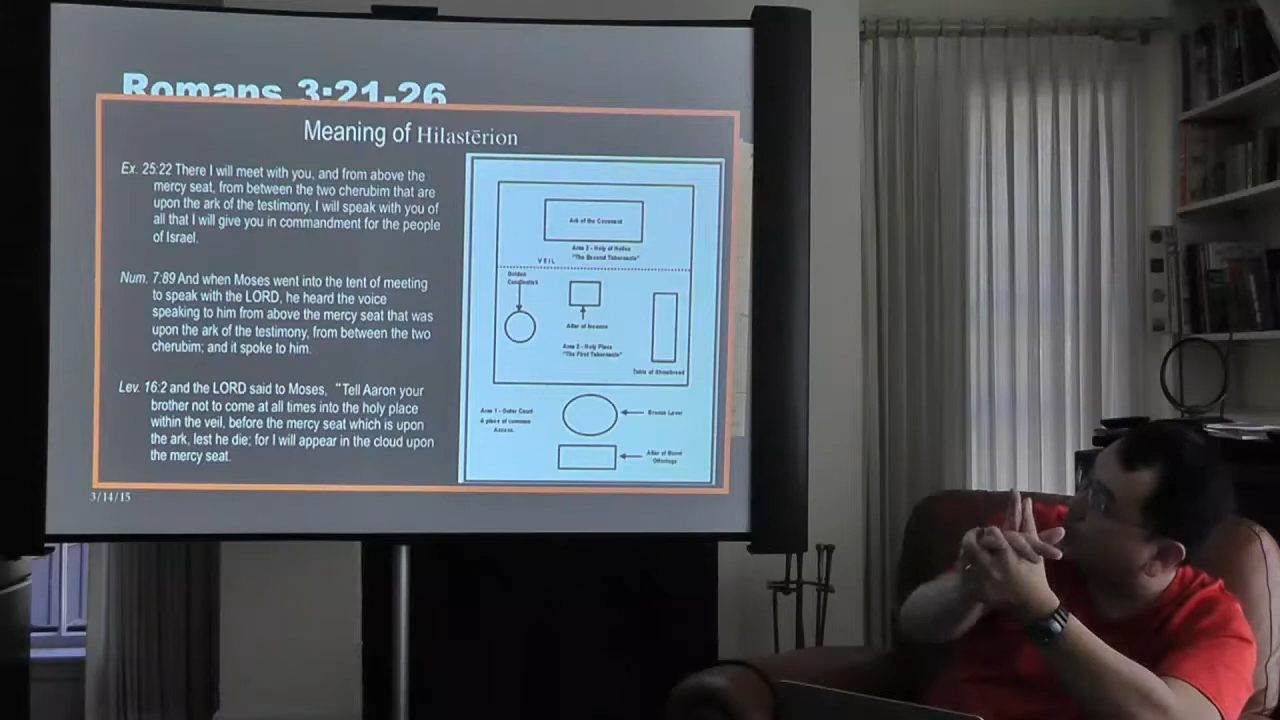 Romans 3:21-26
Meaning of Hilastērion
Ex. 25:22 There I will meet with you, and from above the
mercy seat, from between the two cherubim that are
upon the ark of the testimony, I will speak with you of
all that I will give you in commandment for the people
of Israel.
Num. 7:89 And when Moses went into the tent of meeting
to speak with the LORD, he heard the voice
speaking to him from above the mercy seat that was
upon the ark of the testimony, from between the two
cherubim; and it spoke to him.
Lev. 16:2 and the LORD said to Moses, "Tell Aaron your
brother not to come at all times into the holy place
within the veil, before the mercy seat which is upon
the ark, lest he die; for I will appear in the cloud upon
the mercy seat.
3/14/15
Ark of the Covenant
Area 3 - Holy of Holies
"The Second Tabernacle"
VEIL
Golden
Candlestick
Altar of Incense
Area 2 - Holy Place
"The First Tabernacle"
Table of Showbread
Area 1 - Outer Court
A place of common
Access.
Bronze Laver
Altar of Burnt
Offerings